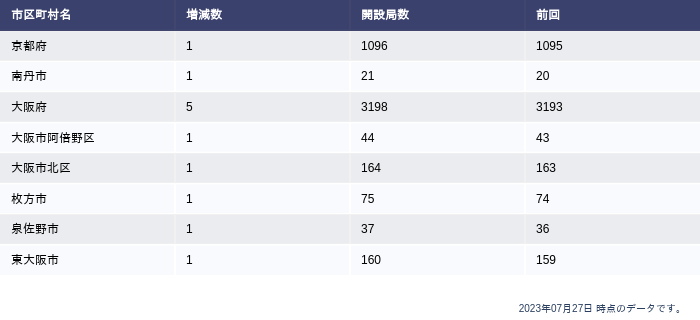 市区町村名 増減数 開設局数 前回
京都府 1 1096 1095
南丹市 1 21 20
大阪府 5 3198 3193
大阪市阿倍野区 1 44 43
大阪市北区 1 164 163
枚方市 1 75 74
泉佐野市 1 37 36
東大阪市 1 160 159
2023年07月27日 時点のデータです。